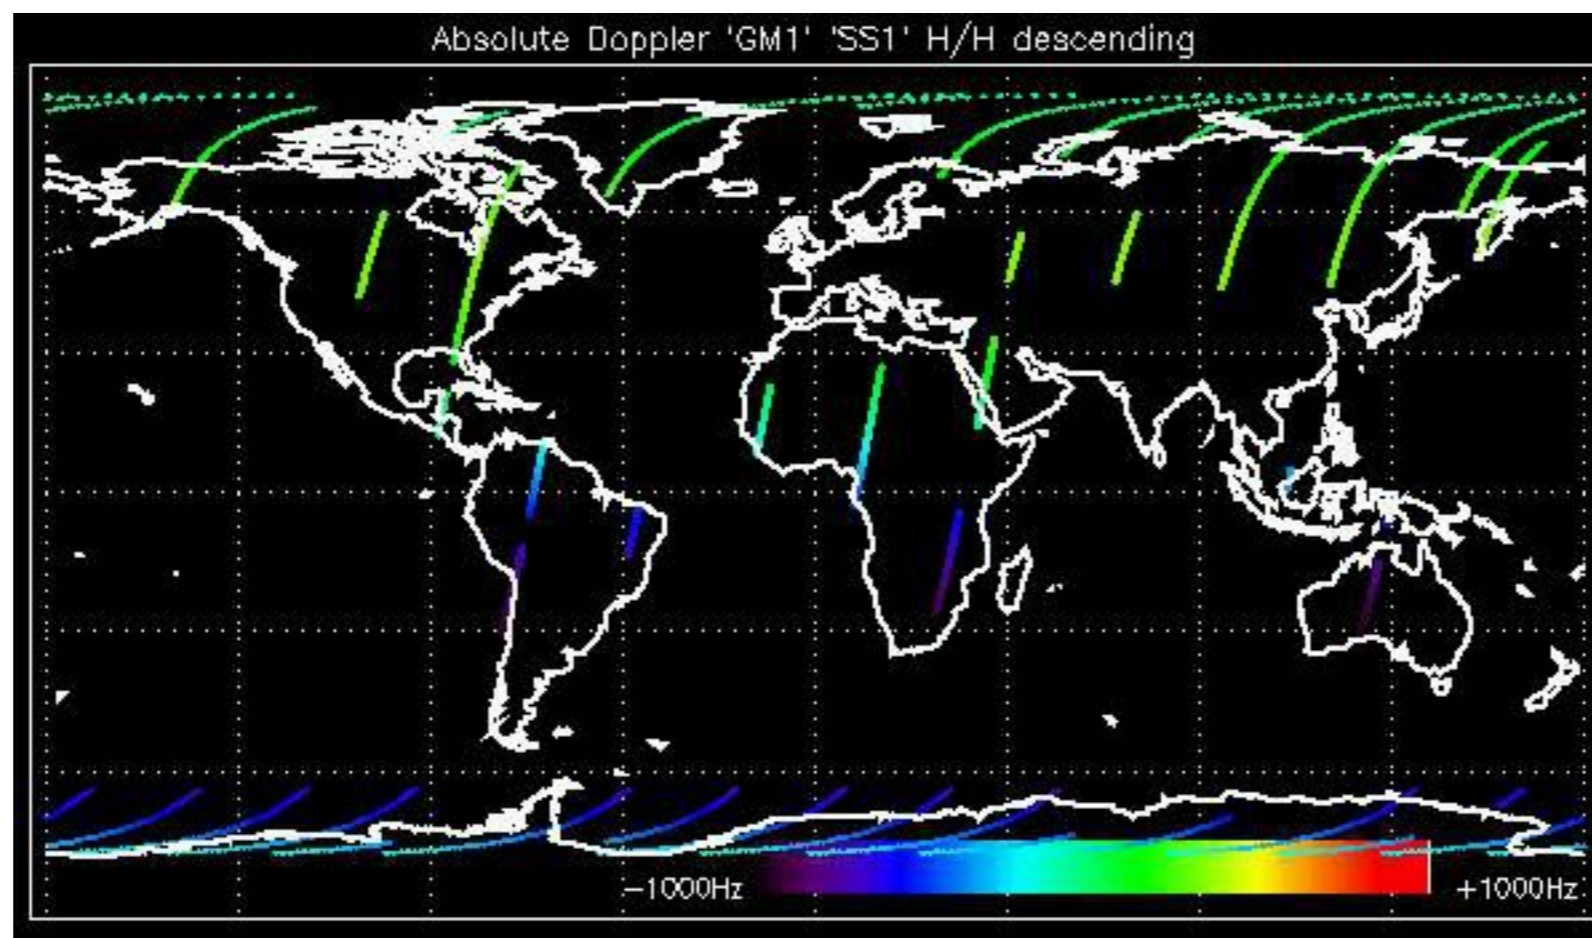 Absolute Doppler 'GM1' 'SS1' H/H descending
−1000Hz
+1000Hz